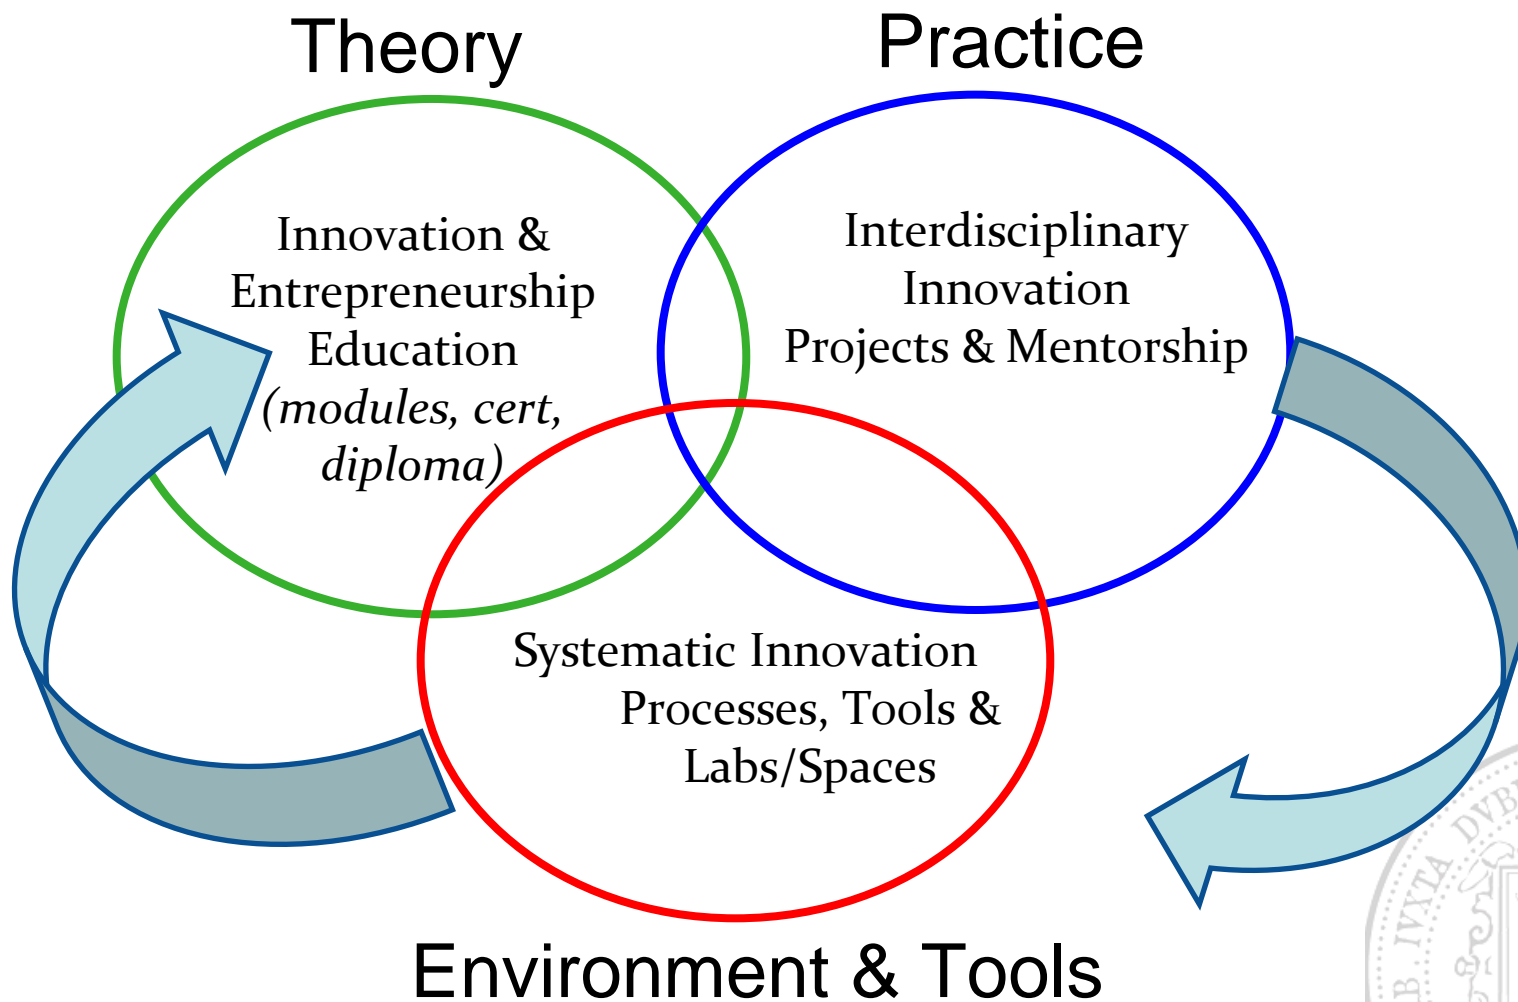 Theory
Practice
Innovation &
Entrepreneurship
Education
(modules, cert,
diploma)
Interdisciplinary
Innovation
Projects & Mentorship
Systematic Innovation
Processes, Tools &
Labs/Spaces
Environment & Tools
IVXTA